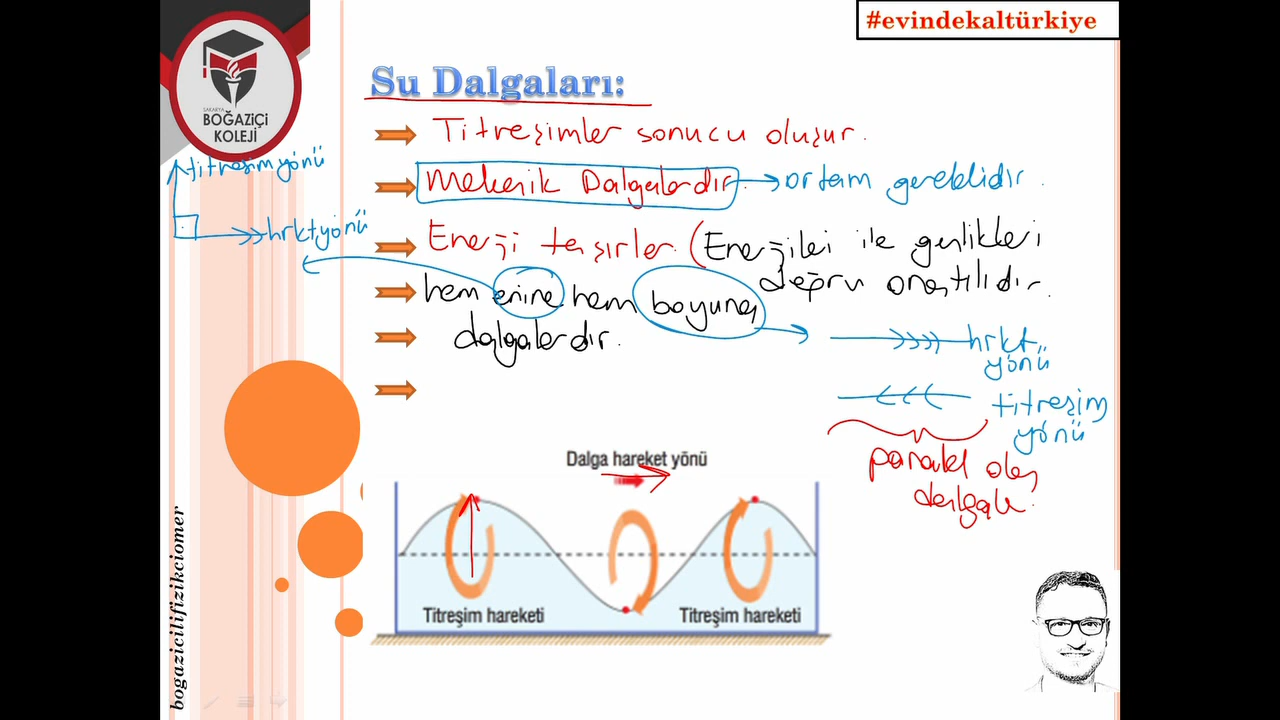 #evindekaltürkiye
SAKARYA
BOĞAZİÇİ
KOLEJİ
Su Dalgaları:
Titreşimler sonucu oluşur.
Mekanik Dalgalardır. → ortam gereklidir.
Enerji taşırlar. (Enerjileri ile genlikleri
doğru orantılıdır.
hem enine hem boyuna
dalgalardır.
titreşim yönü
hrkt yönü
hrkt
yönü
titreşim
yönü
paralel olan
dalgalar.
Dalga hareket yönü
Titreşim hareketi
Titreşim hareketi
bogazicilifizikciomer